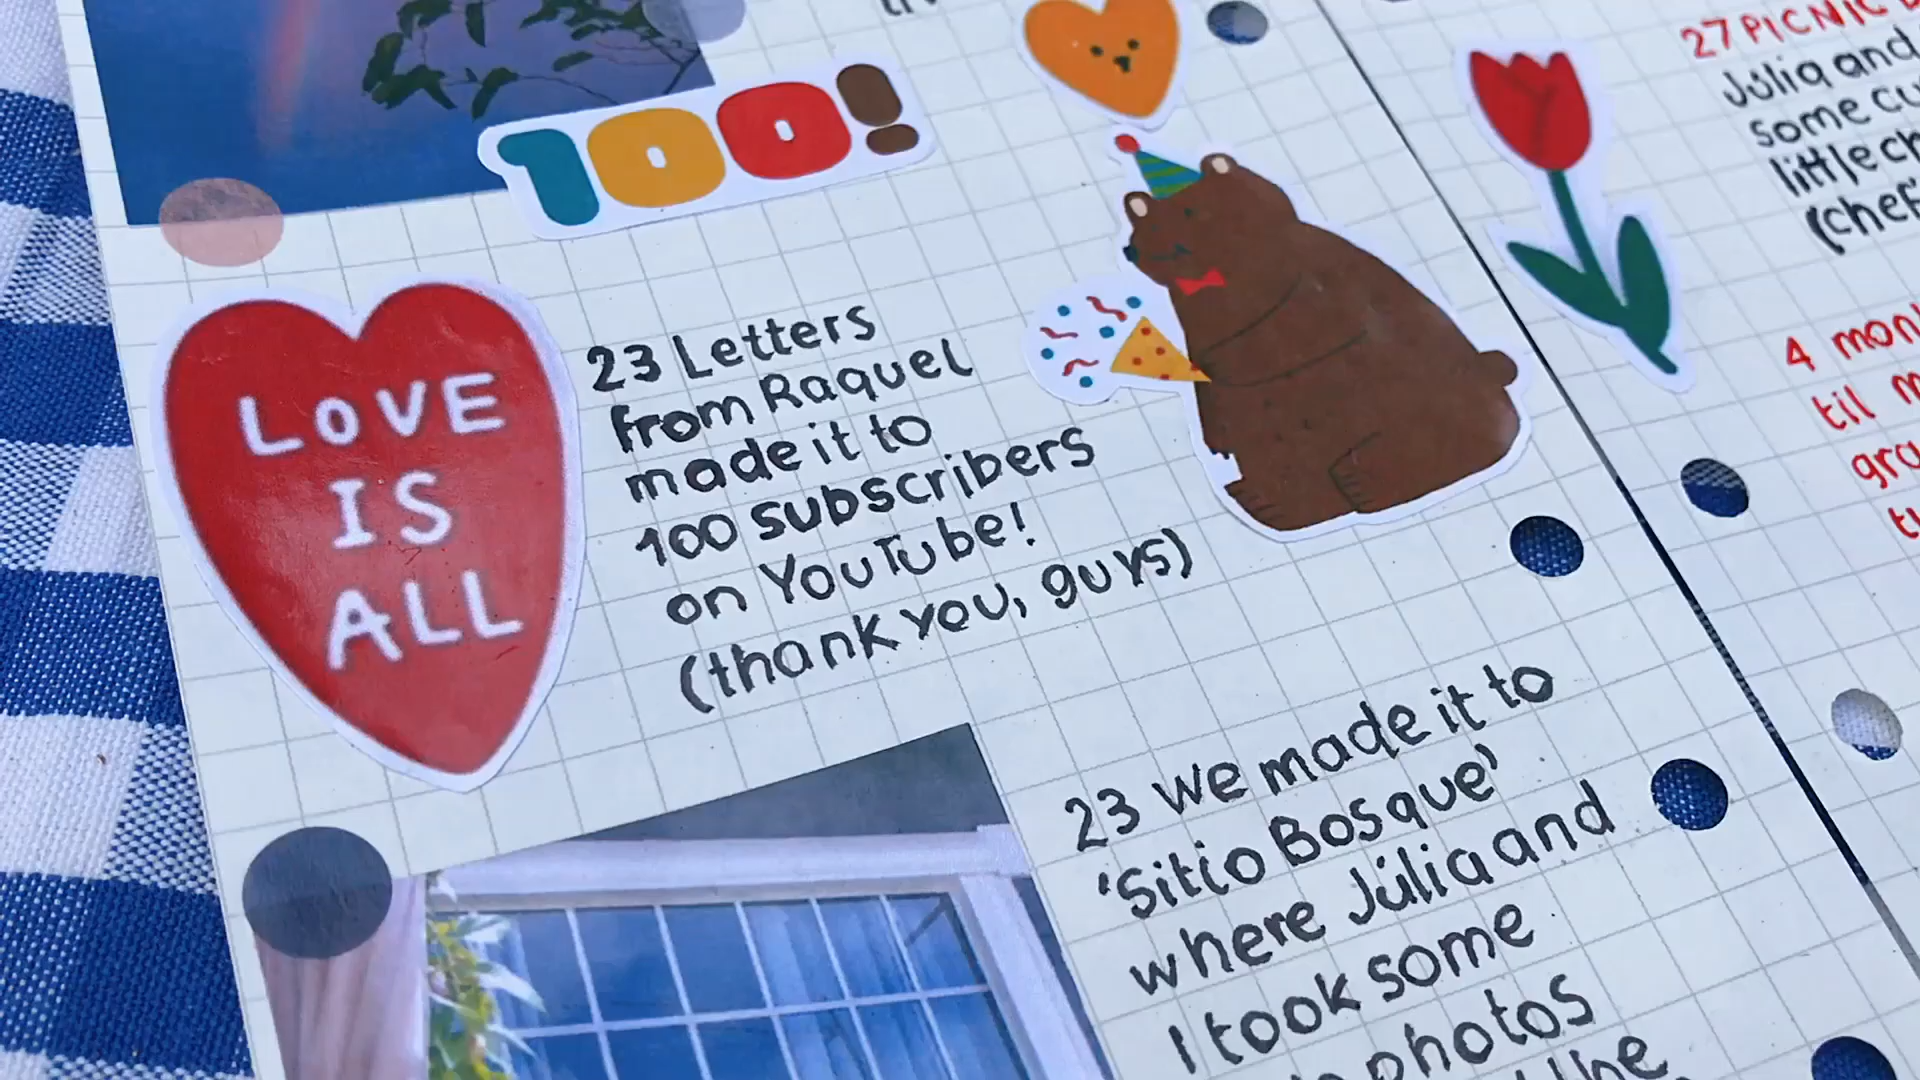 100!
LOVE
IS
ALL
23 Letters
from Raquel
made it to
100 subscribers
on YouTube!
(thank you, guys)
23 we made it to
'Sitio Bosque'
where Júlia and
I took some
photos
the
27 PICNIC
Júlia and
some
little
4
til